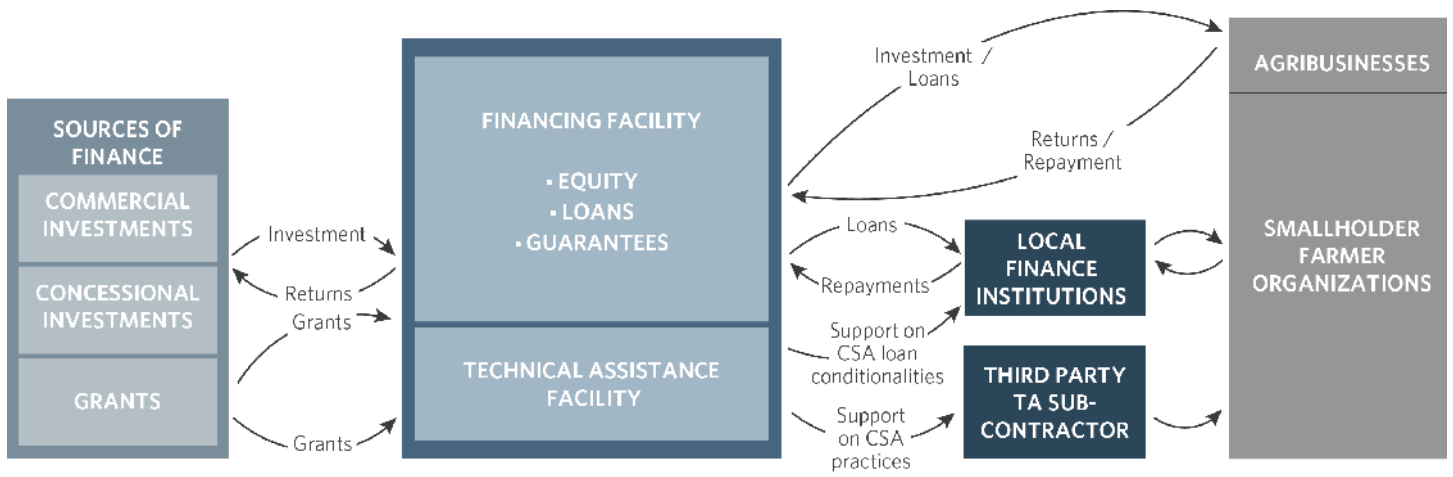 SOURCES OF
FINANCE
COMMERCIAL
INVESTMENTS
CONCESSIONAL
INVESTMENTS
GRANTS
Investment
Returns
Grants
Grants
FINANCING FACILITY
• EQUITY
• LOANS
• GUARANTEES
TECHNICAL ASSISTANCE
FACILITY
Investment /
Loans
Returns /
Repayment
Loans
Repayments
Support on
CSA loan
conditionalities
Support
on CSA
practices
LOCAL
FINANCE
INSTITUTIONS
THIRD PARTY
TA SUB-
CONTRACTOR
AGRIBUSINESSES
SMALLHOLDER
FARMER
ORGANIZATIONS